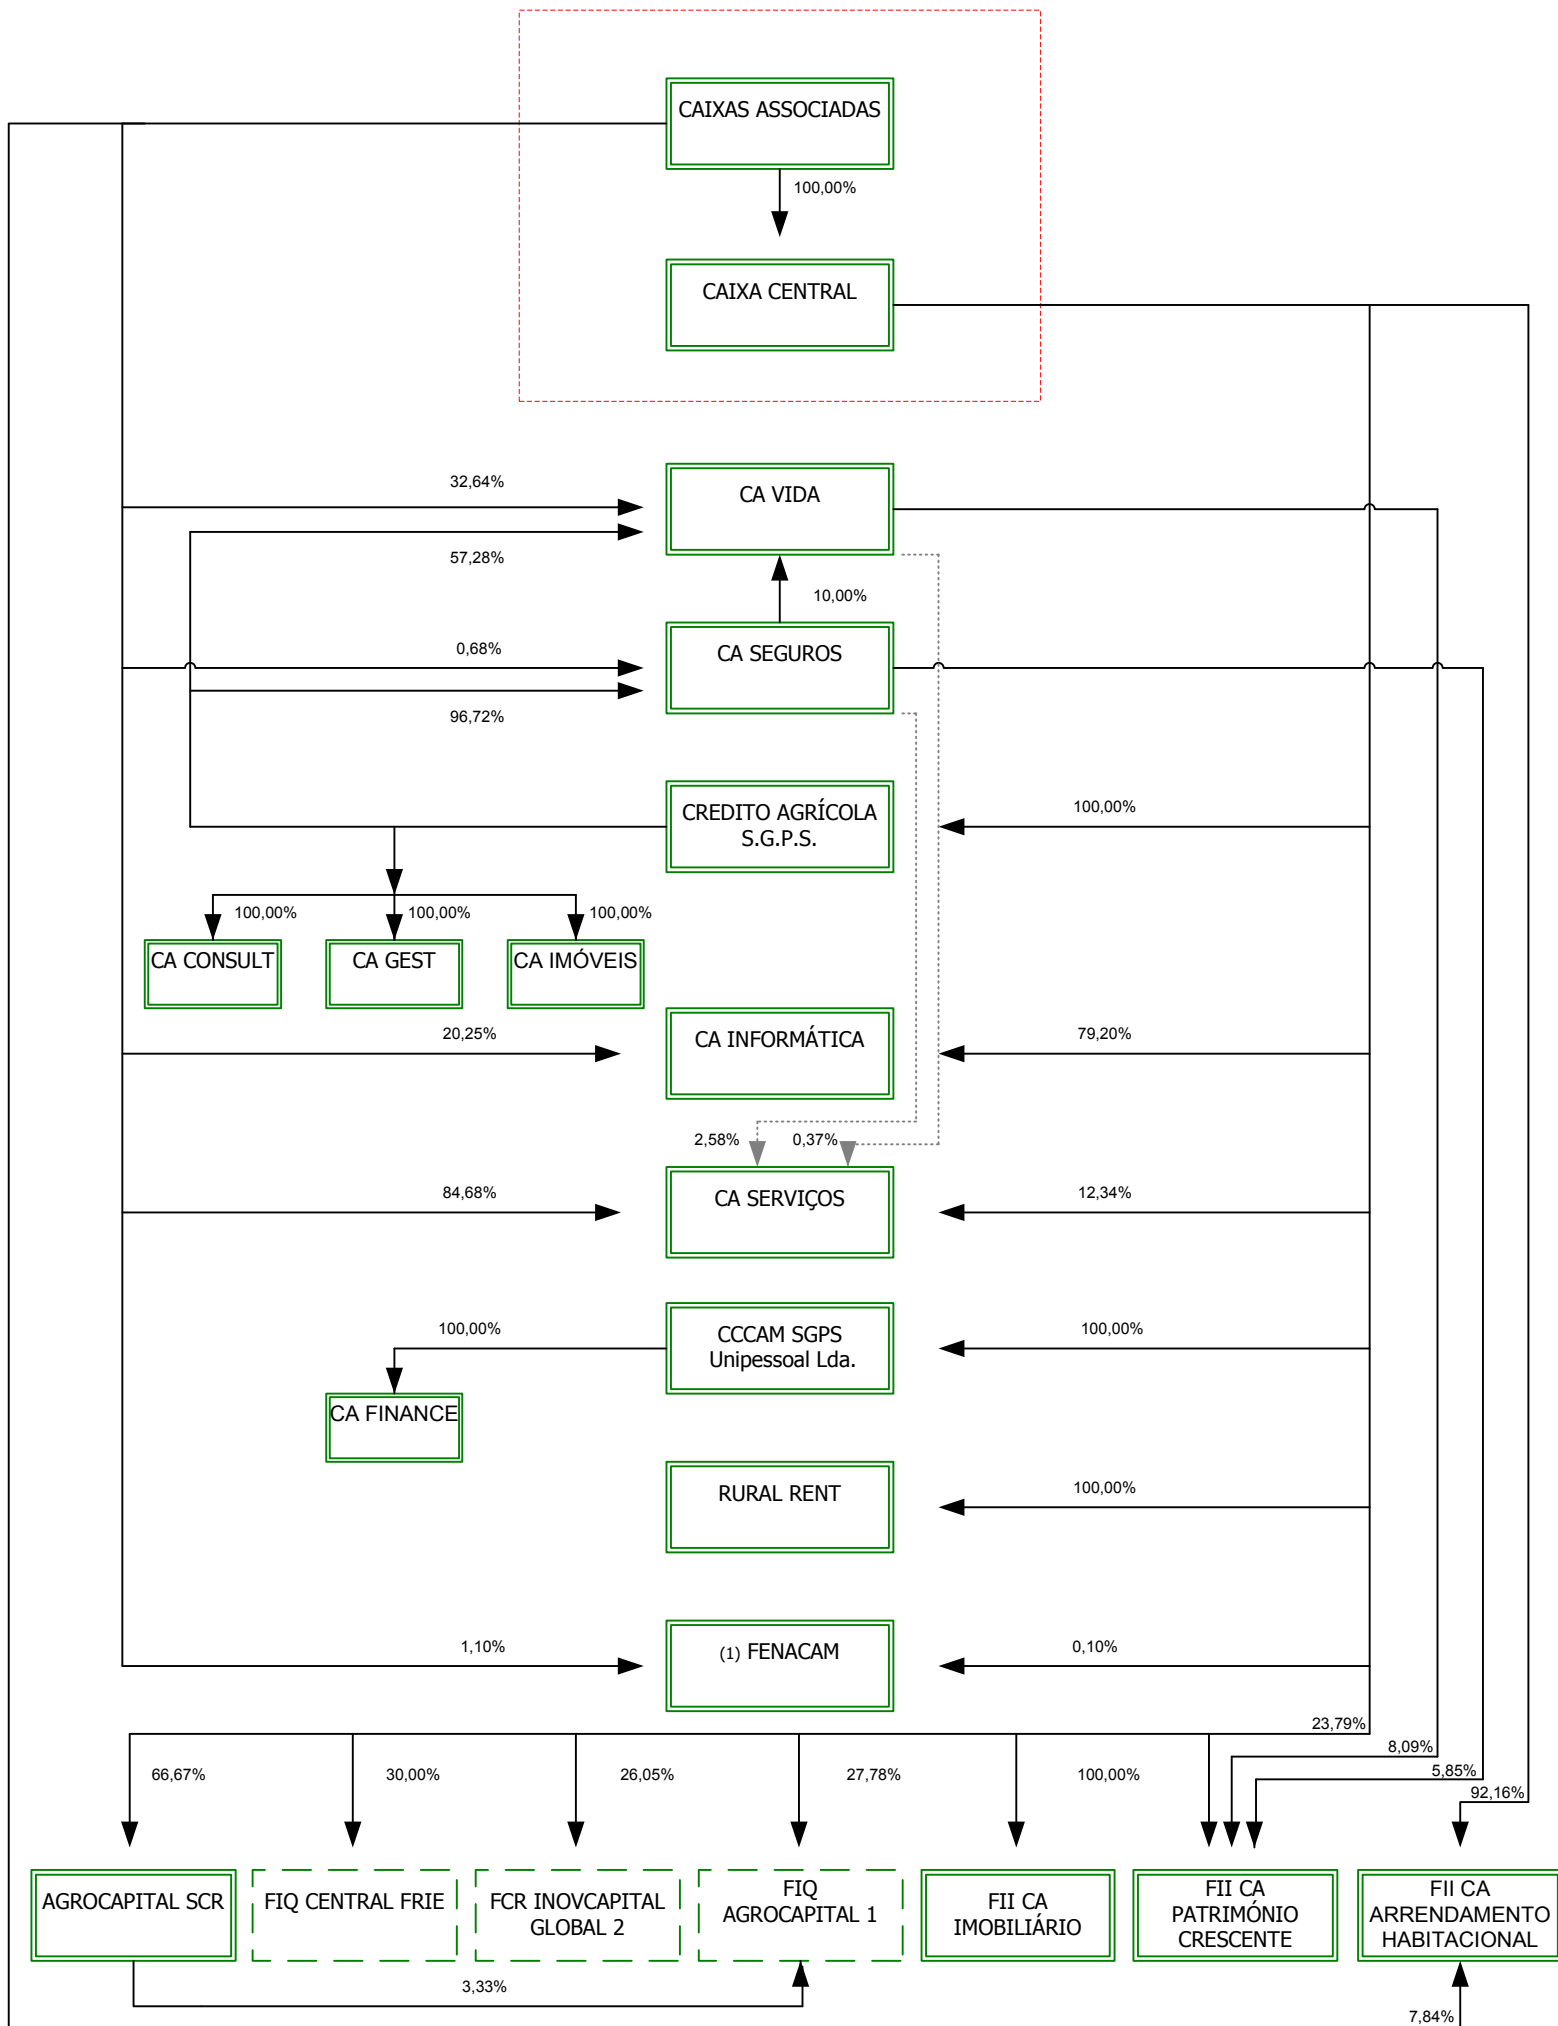 CAIXAS ASSOCIADAS
100,00%
CAIXA CENTRAL
32,64%
CA VIDA
57,28%
10,00%
0,68%
CA SEGUROS
96,72%
CREDITO AGRÍCOLA
S.G.P.S.
100,00%
100,00%
100,00%
100,00%
CA CONSULT
CA GEST
CA IMÓVEIS
20,25%
CA INFORMÁTICA
79,20%
2,58%
0,37%
84,68%
CA SERVIÇOS
12,34%
100,00%
CCCAM SGPS
Unipessoal Lda.
100,00%
CA FINANCE
RURAL RENT
100,00%
1,10%
(1) FENACAM
0,10%
23,79%
8,09%
5,85%
92,16%
66,67%
30,00%
26,05%
27,78%
100,00%
AGROCAPITAL SCR
FIQ CENTRAL FRIE
FCR INOVCAPITAL
GLOBAL 2
FIQ
AGROCAPITAL 1
FII CA
IMOBILIÁRIO
FII CA
PATRIMÓNIO
CRESCENTE
FII CA
ARRENDAMENTO
HABITACIONAL
3,33%
7,84%